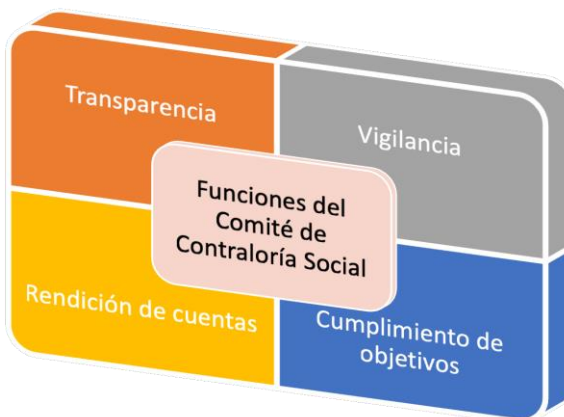 Transparencia
Vigilancia
Funciones del
Comité de
Contraloría Social
Rendición de cuentas
Cumplimiento de
objetivos